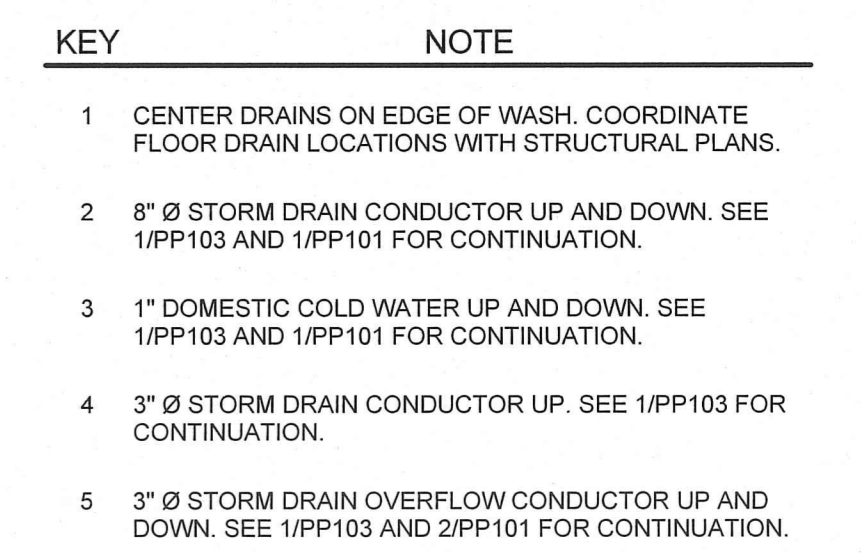 KEY NOTE
1 CENTER DRAINS ON EDGE OF WASH. COORDINATE
FLOOR DRAIN LOCATIONS WITH STRUCTURAL PLANS.
2 8" Ø STORM DRAIN CONDUCTOR UP AND DOWN. SEE
1/PP103 AND 1/PP101 FOR CONTINUATION.
3 1" DOMESTIC COLD WATER UP AND DOWN. SEE
1/PP103 AND 1/PP101 FOR CONTINUATION.
4 3" Ø STORM DRAIN CONDUCTOR UP. SEE 1/PP103 FOR
CONTINUATION.
5 3" Ø STORM DRAIN OVERFLOW CONDUCTOR UP AND
DOWN. SEE 1/PP103 AND 2/PP101 FOR CONTINUATION.